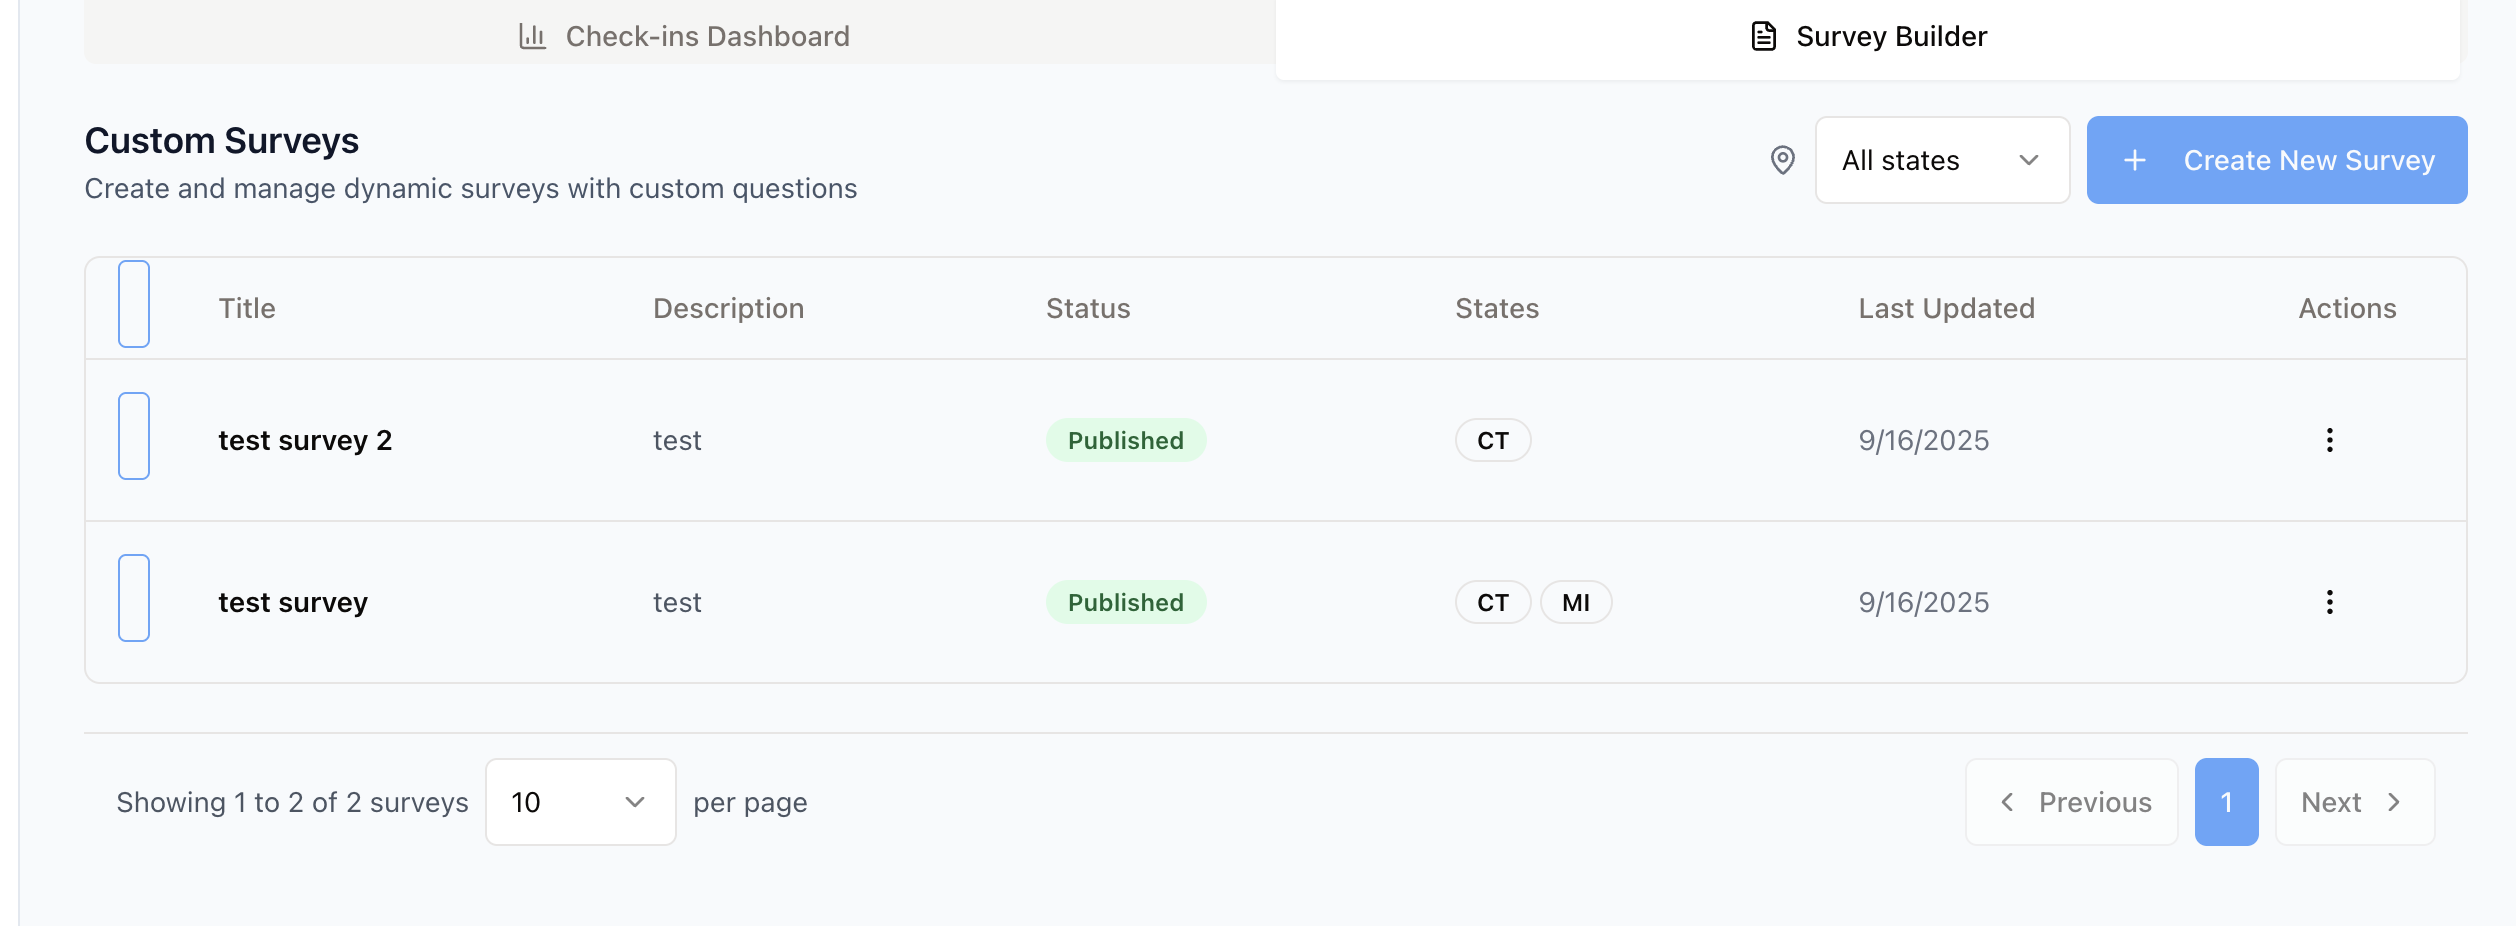 Check-ins Dashboard
Survey Builder
Custom Surveys
Create and manage dynamic surveys with custom questions
All states
Create New Survey
Title Description Status States Last Updated Actions
test survey 2 test Published CT 9/16/2025
test survey test Published CT MI 9/16/2025
Showing 1 to 2 of 2 surveys 10 per page
Previous 1 Next